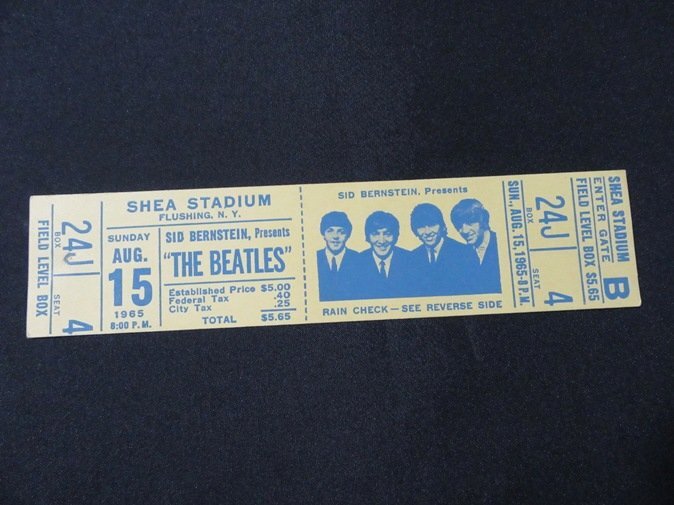 FIELD LEVEL BOX
BOX
24J
SEAT
4
SHEA STADIUM
FLUSHING, N. Y.
SUNDAY
AUG.
15
1965
8:00 P. M.
SID BERNSTEIN, Presents
"THE BEATLES"
Established Price $5.00
Federal Tax .40
City Tax .25
TOTAL $5.65
SID BERNSTEIN, Presents
RAIN CHECK — SEE REVERSE SIDE
SUN., AUG. 15, 1965-8 P.M.
BOX
24J
SEAT
4
FIELD LEVEL BOX $5.65
ENTER GATE B
SHEA STADIUM